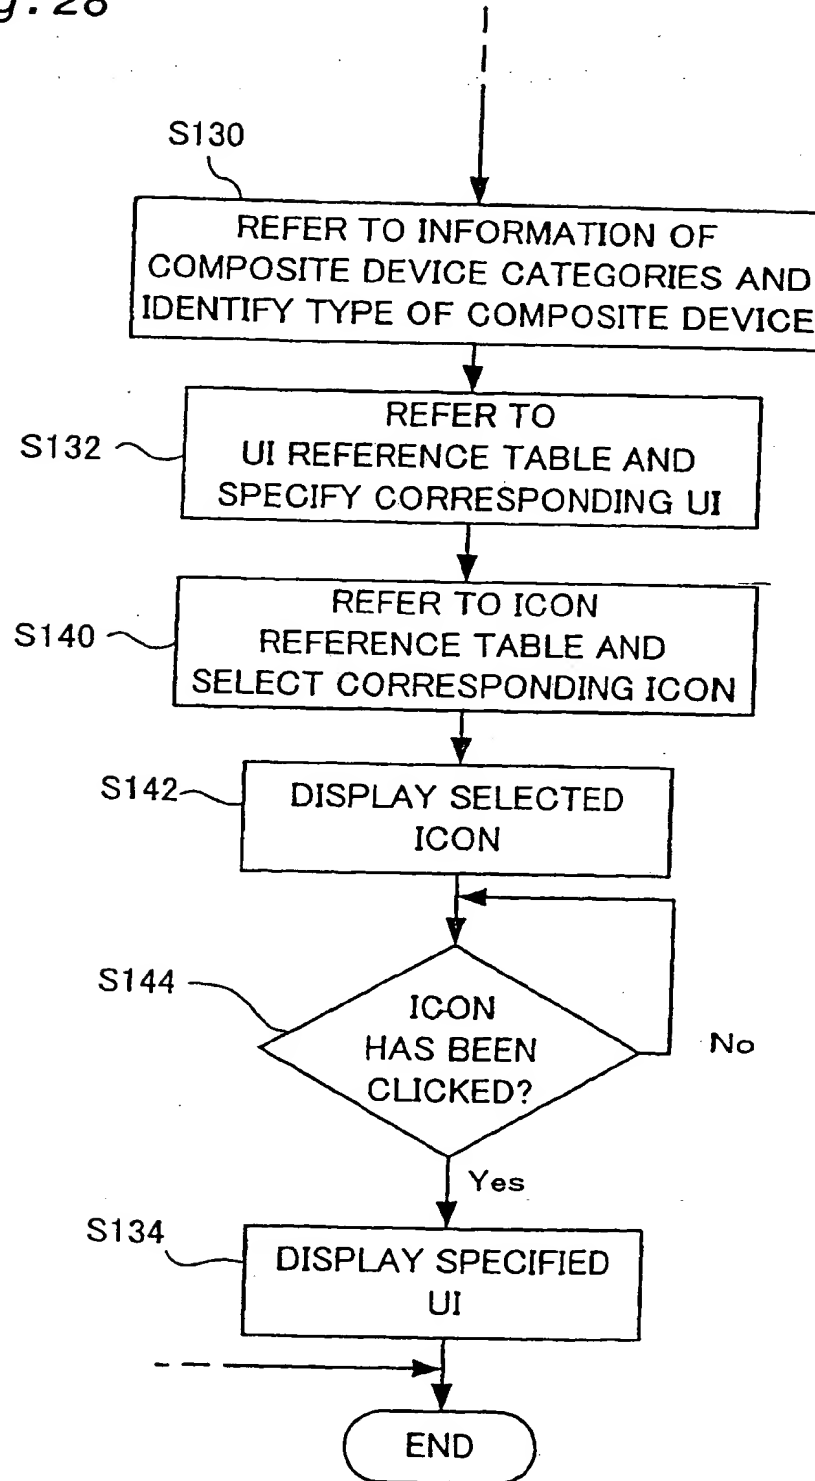 g.28
S130
REFER TO INFORMATION OF
COMPOSITE DEVICE CATEGORIES AND
IDENTIFY TYPE OF COMPOSITE DEVICE
S132
REFER TO
UI REFERENCE TABLE AND
SPECIFY CORRESPONDING UI
S140
REFER TO ICON
REFERENCE TABLE AND
SELECT CORRESPONDING ICON
S142
DISPLAY SELECTED
ICON
S144
ICON
HAS BEEN
CLICKED?
No
Yes
S134
DISPLAY SPECIFIED
UI
END